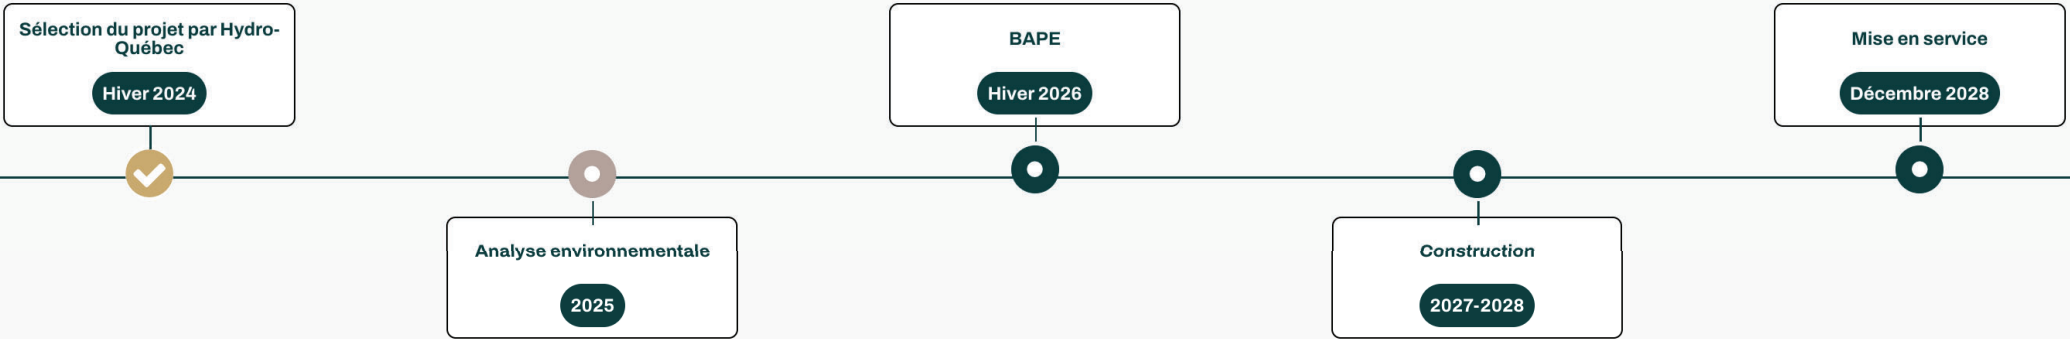 Sélection du projet par Hydro-
Québec
Hiver 2024
Analyse environnementale
2025
BAPE
Hiver 2026
Construction
2027-2028
Mise en service
Décembre 2028